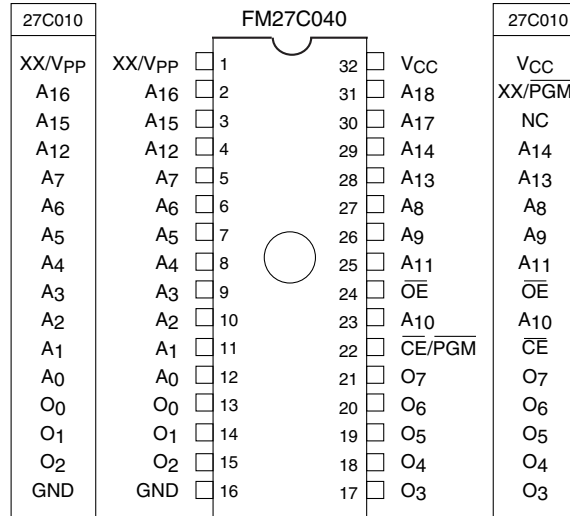 27C010 FM27C040 27C010
XX/VPP XX/VPP 1 32 VCC VCC
A16 A16 2 31 A18 XX/PGM
A15 A15 3 30 A17 NC
A12 A12 4 29 A14 A14
A7 A7 5 28 A13 A13
A6 A6 6 27 A8 A8
A5 A5 7 26 A9 A9
A4 A4 8 25 A11 A11
A3 A3 9 24 OE OE
A2 A2 10 23 A10 A10
A1 A1 11 22 CE/PGM CE
A0 A0 12 21 O7 O7
O0 O0 13 20 O6 O6
O1 O1 14 19 O5 O5
O2 O2 15 18 O4 O4
GND GND 16 17 O3 O3